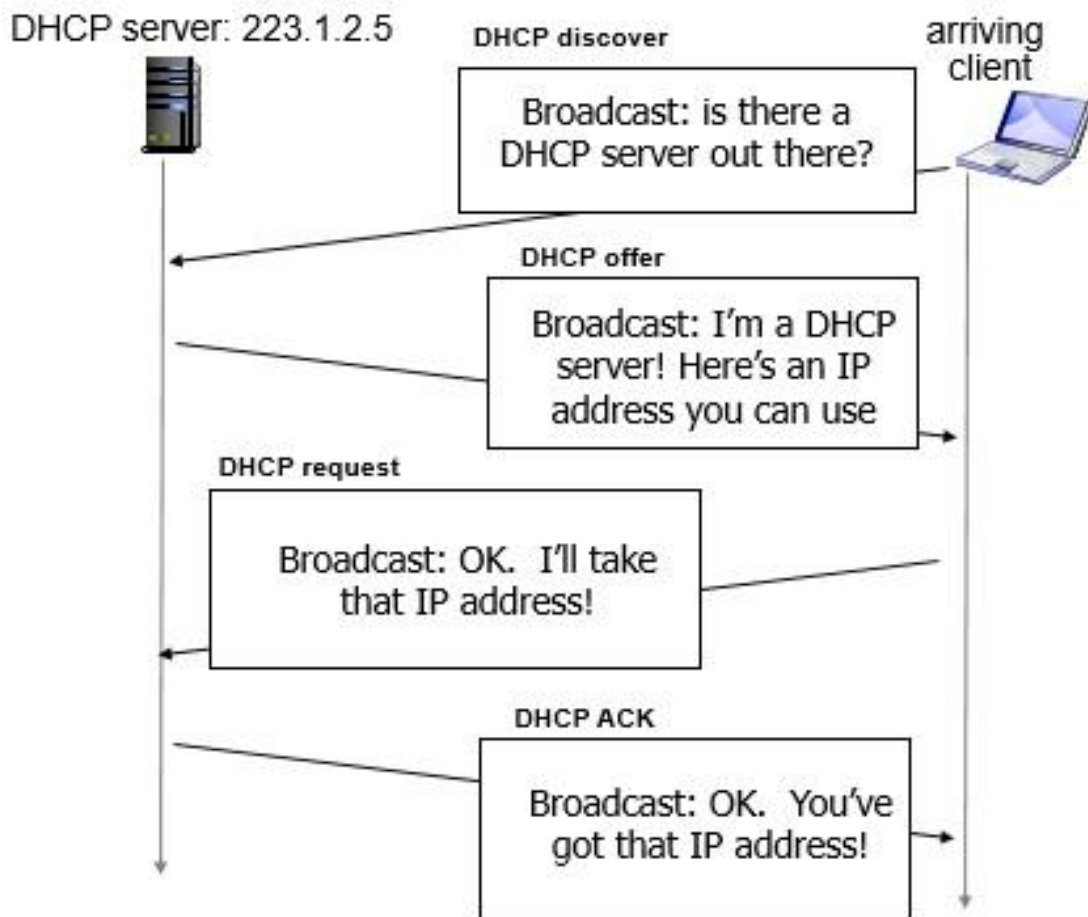 DHCP server: 223.1.2.5
DHCP discover
arriving
client
Broadcast: is there a
DHCP server out there?
DHCP offer
Broadcast: I’m a DHCP
server! Here’s an IP
address you can use
DHCP request
Broadcast: OK.  I’ll take
that IP address!
DHCP ACK
Broadcast: OK.  You’ve
got that IP address!